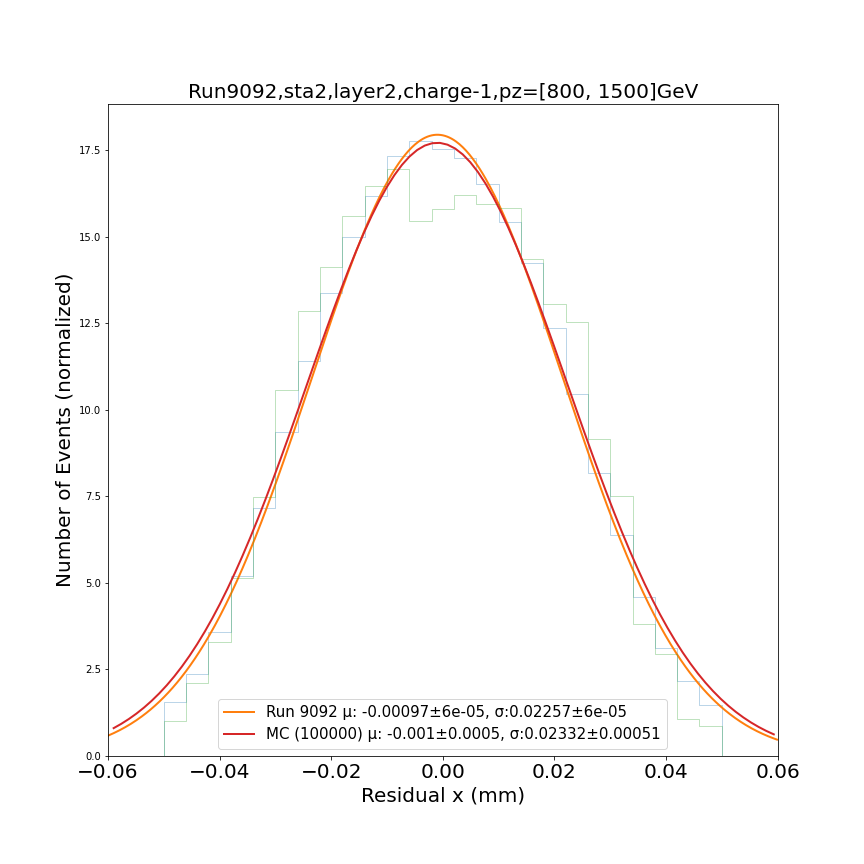 Run9092,sta2,layer2,charge-1,pz=[800, 1500]GeV
Number of Events (normalized)
17.5
15.0
12.5
10.0
7.5
5.0
2.5
0.0
Run 9092 μ: -0.00097±6e-05, σ:0.02257±6e-05
MC (100000) μ: -0.001±0.0005, σ:0.02332±0.00051
−0.06 −0.04 −0.02 0.00 0.02 0.04 0.06
Residual x (mm)